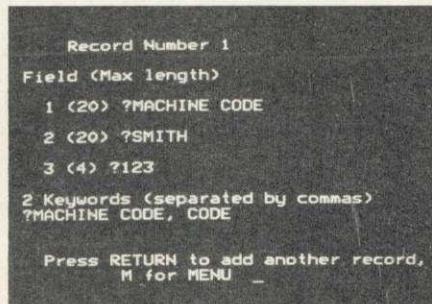 Record Number 1
Field (Max length)
1 (20) ?MACHINE CODE
2 (20) ?SMITH
3 (4) ?123
2 Keywords (separated by commas)
?MACHINE CODE, CODE
Press RETURN to add another record,
M for MENU _